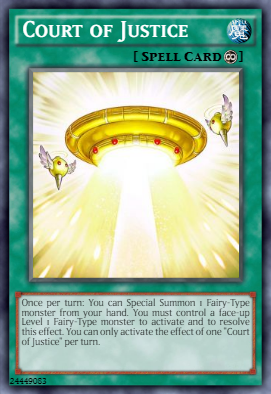 Court of Justice
[ Spell Card ]
Once per turn: You can Special Summon 1 Fairy-Type
monster from your hand. You must control a face-up
Level 1 Fairy-Type monster to activate and to resolve
this effect. You can only activate the effect of one "Court
of Justice" per turn.
24449083